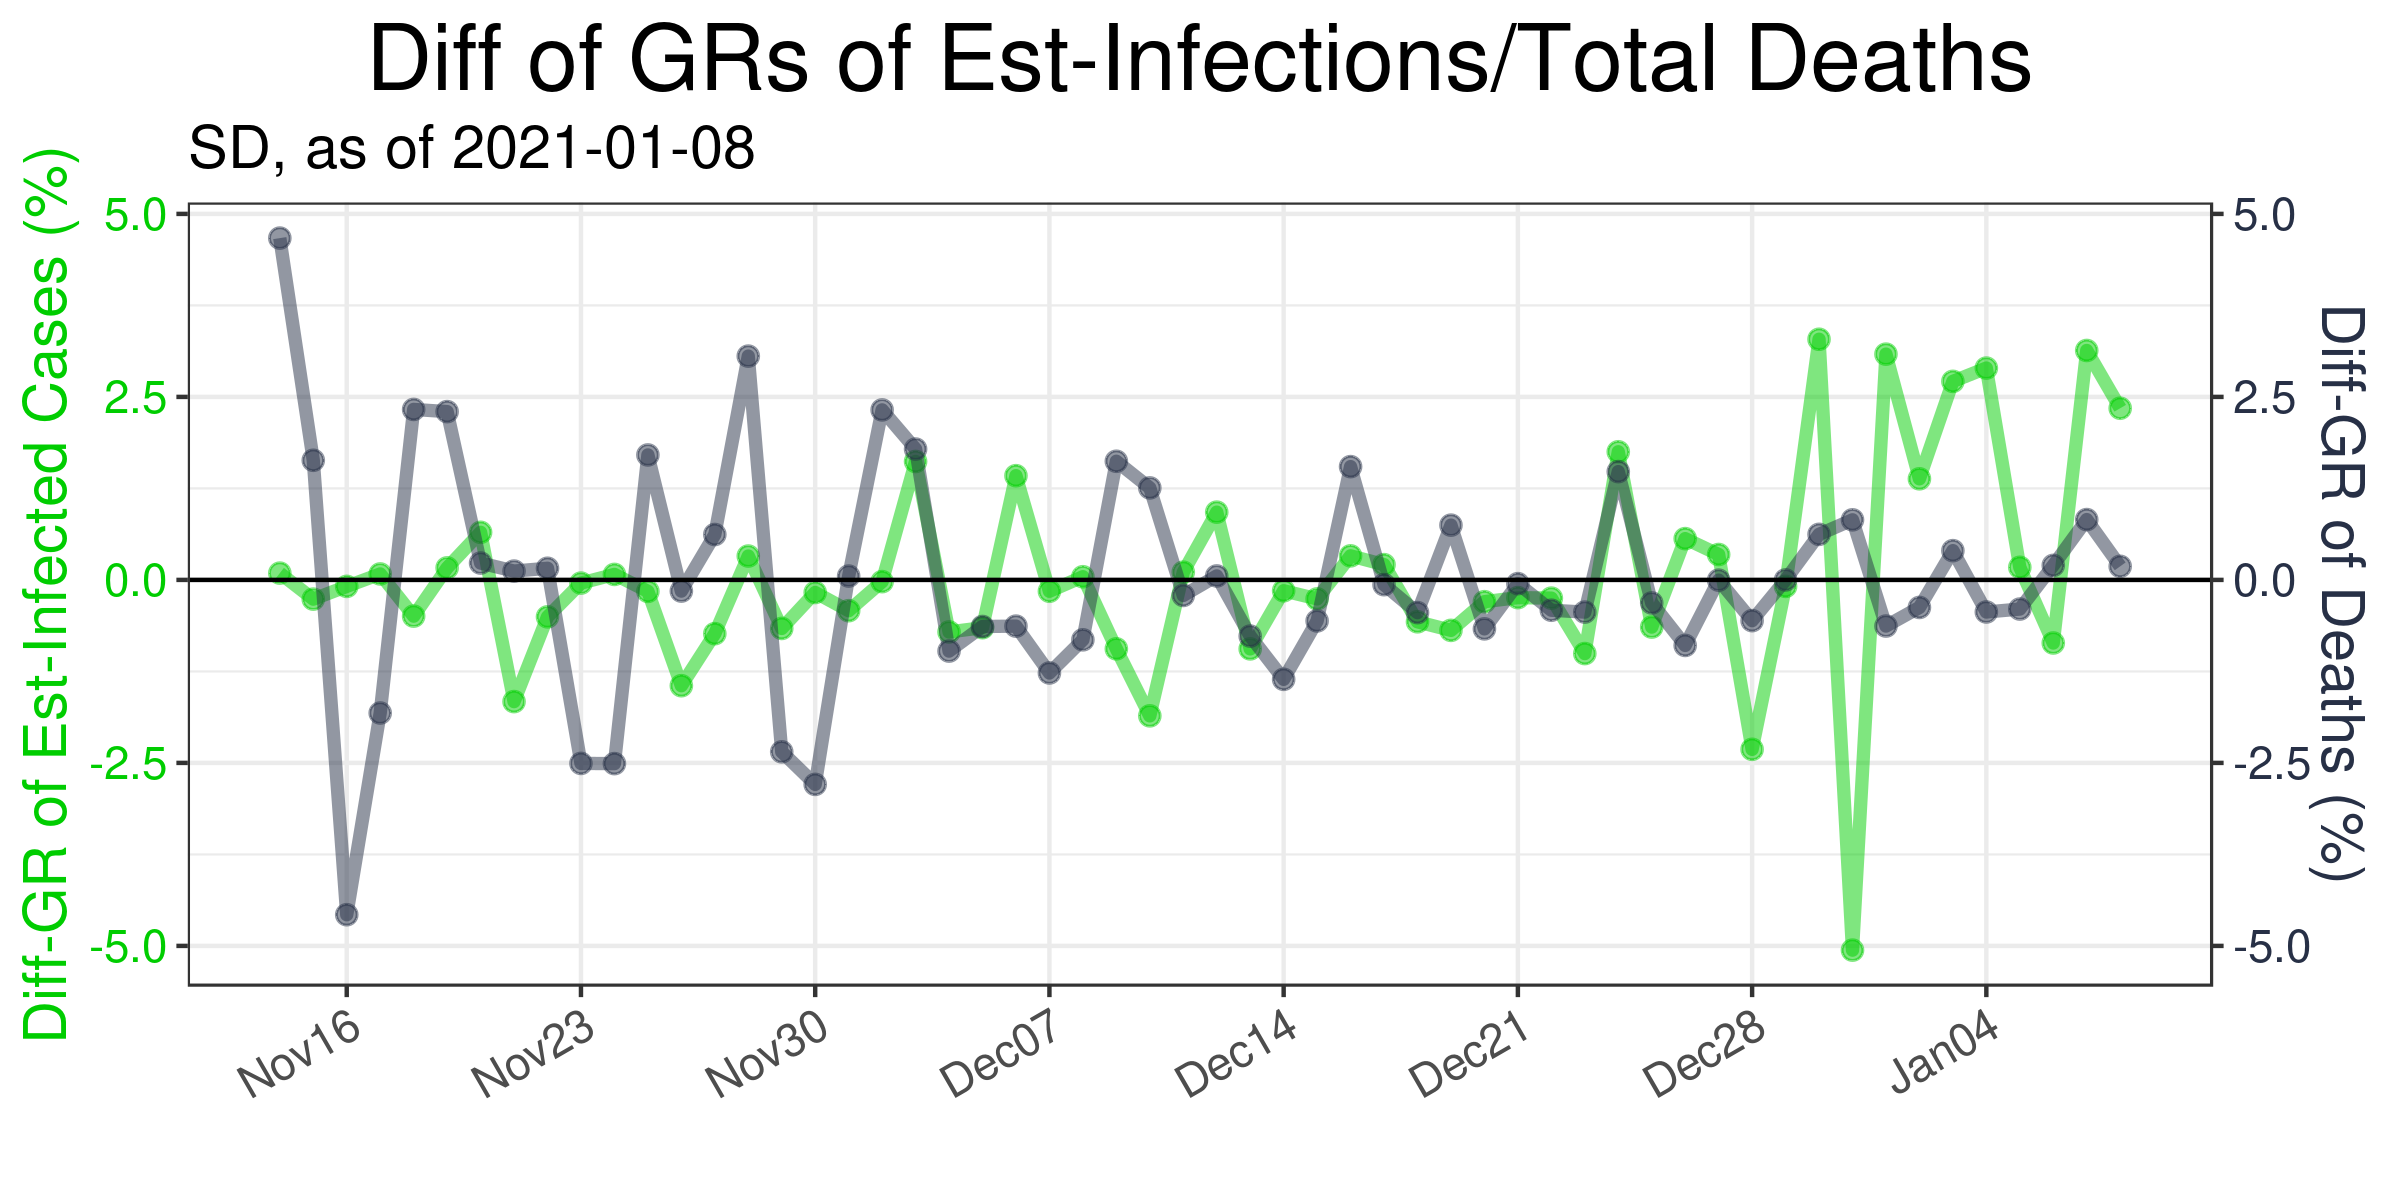 Diff of GRs of Est-Infections/Total Deaths
SD, as of 2021-01-08
Diff-GR of Est-Infected Cases (%)
5.0
2.5
0.0
-2.5
-5.0
5.0
2.5
0.0
-2.5
-5.0
Diff-GR of Deaths (%)
Nov16
Nov23
Nov30
Dec07
Dec14
Dec21
Dec28
Jan04